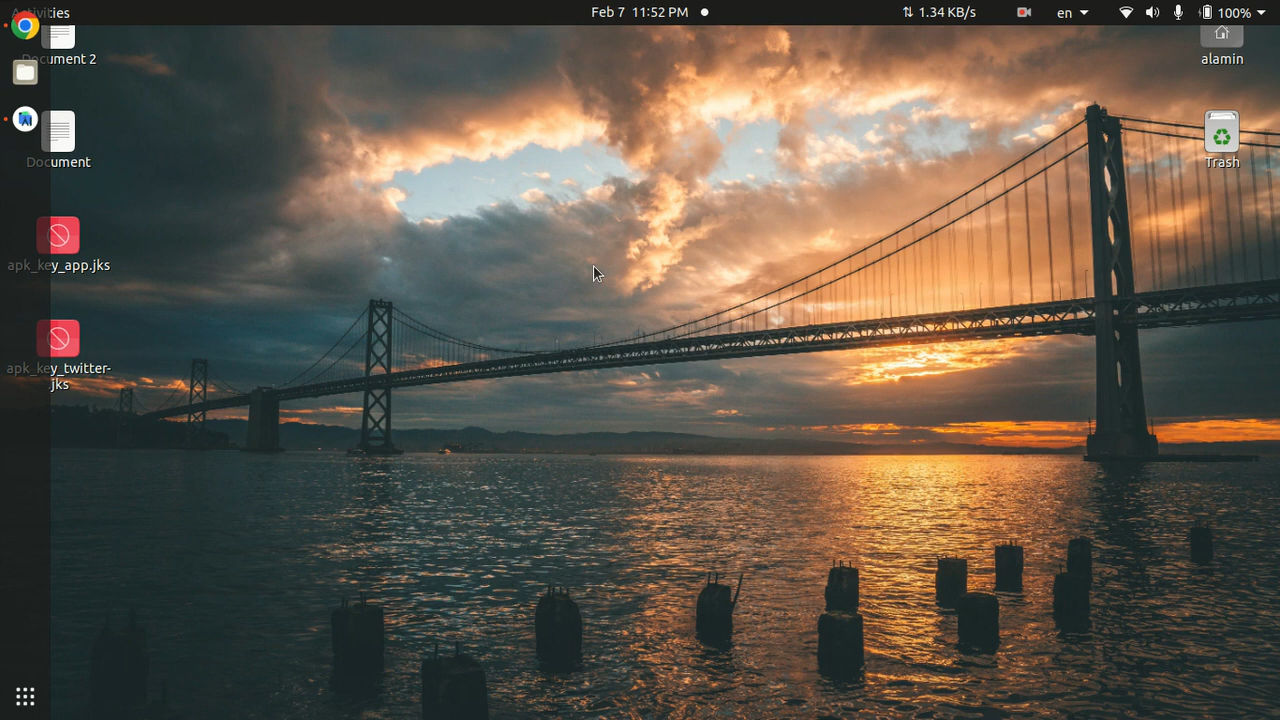 Activities
Feb 7 11:52 PM
1.34 KB/s
en
100%
Document 2
alamin
Document
Trash
apk_key_app.jks
apk_key_twitter-
jks